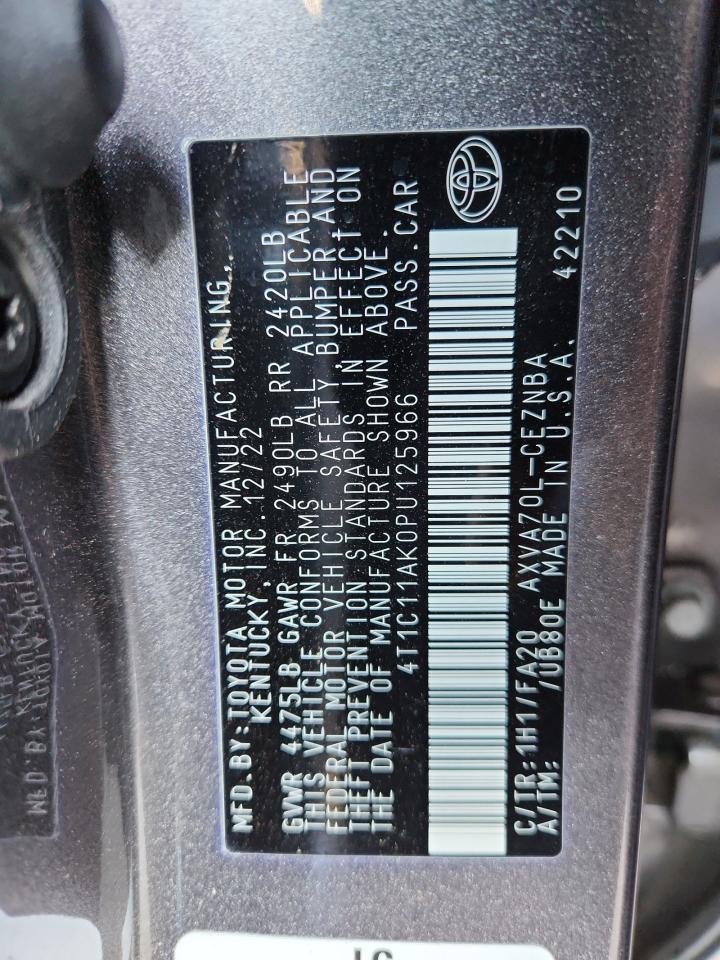 MFD.BY:TOYOTA MOTOR MANUFACTURING,
KENTUCKY, INC. 12/22
GVWR 4475LB GAWR FR 2490LB RR 2420LB
THIS VEHICLE CONFORMS TO ALL APPLICABLE
FEDERAL MOTOR VEHICLE SAFETY, BUMPER, AND
THEFT PREVENTION STANDARDS IN EFFECT ON
THE DATE OF MANUFACTURE SHOWN ABOVE.
4T1C11AK0PU125966 PASS.CAR
C/TR: 1H1/FA20 AXVA70L-CEZNBA
A/TM: /UB80E MADE IN U.S.A. 42210